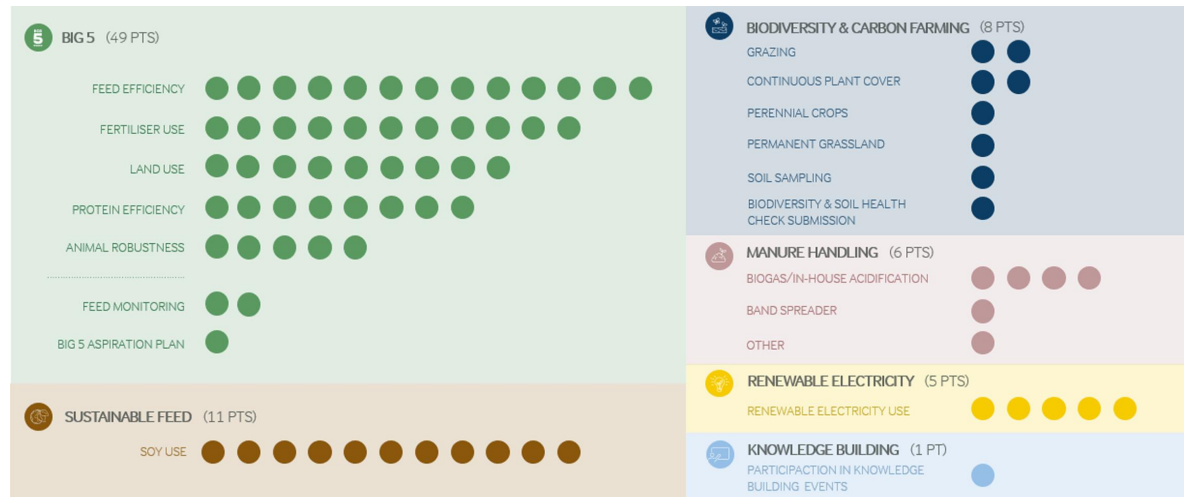 5
BIG 5 (49 PTS)
FEED EFFICIENCY
FERTILISER USE
LAND USE
PROTEIN EFFICIENCY
ANIMAL ROBUSTNESS
FEED MONITORING
BIG 5 ASPIRATION PLAN
SUSTAINABLE FEED (11 PTS)
SOY USE
BIODIVERSITY & CARBON FARMING (8 PTS)
GRAZING
CONTINUOUS PLANT COVER
PERENNIAL CROPS
PERMANENT GRASSLAND
SOIL SAMPLING
BIODIVERSITY & SOIL HEALTH
CHECK SUBMISSION
MANURE HANDLING (6 PTS)
BIOGAS/IN-HOUSE ACIDIFICATION
BAND SPREADER
OTHER
RENEWABLE ELECTRICITY (5 PTS)
RENEWABLE ELECTRICITY USE
KNOWLEDGE BUILDING (1 PT)
PARTICIPACTION IN KNOWLEDGE
BUILDING EVENTS